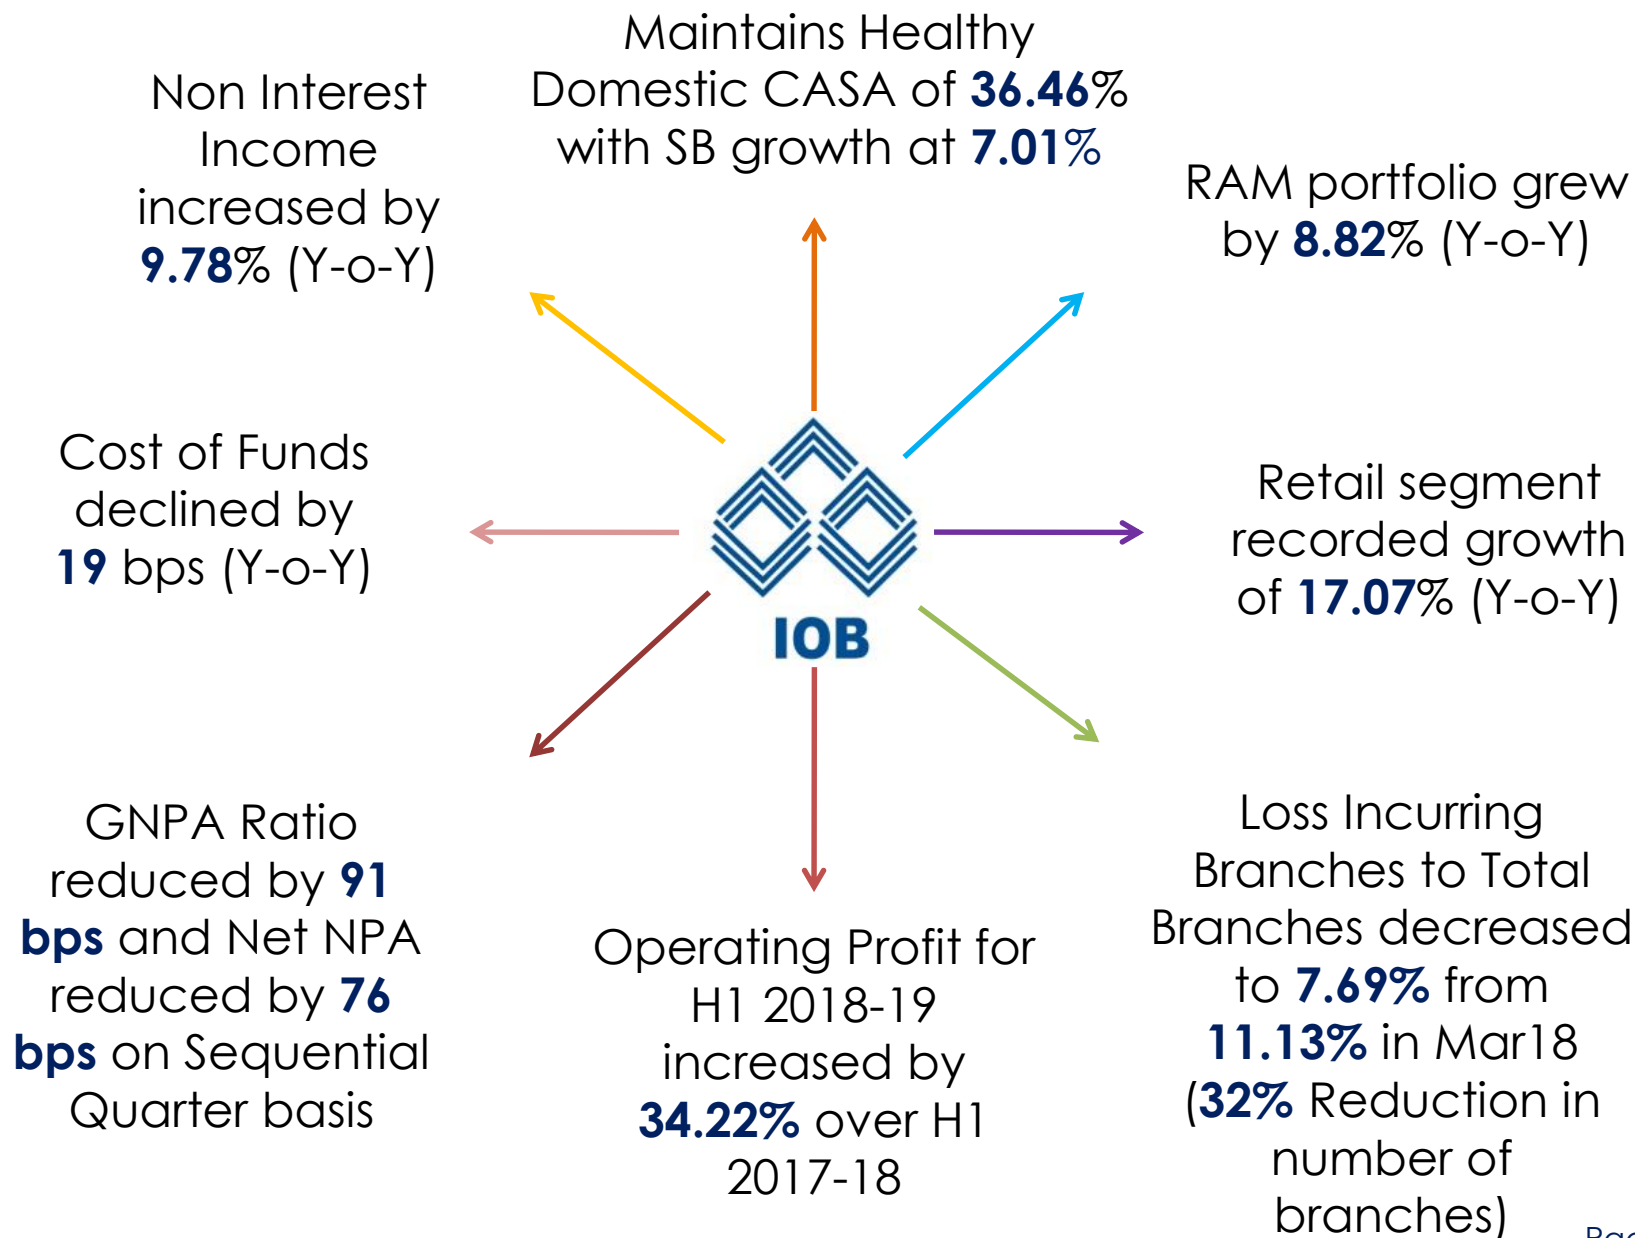 Maintains Healthy
Domestic CASA of 36.46%
with SB growth at 7.01%
Non Interest
Income
increased by
9.78% (Y-o-Y)
RAM portfolio grew
by 8.82% (Y-o-Y)
Cost of Funds
declined by
19 bps (Y-o-Y)
IOB
Retail segment
recorded growth
of 17.07% (Y-o-Y)
GNPA Ratio
reduced by 91
bps and Net NPA
reduced by 76
bps on Sequential
Quarter basis
Operating Profit for
H1 2018-19
increased by
34.22% over H1
2017-18
Loss Incurring
Branches to Total
Branches decreased
to 7.69% from
11.13% in Mar18
(32% Reduction in
number of
branches)